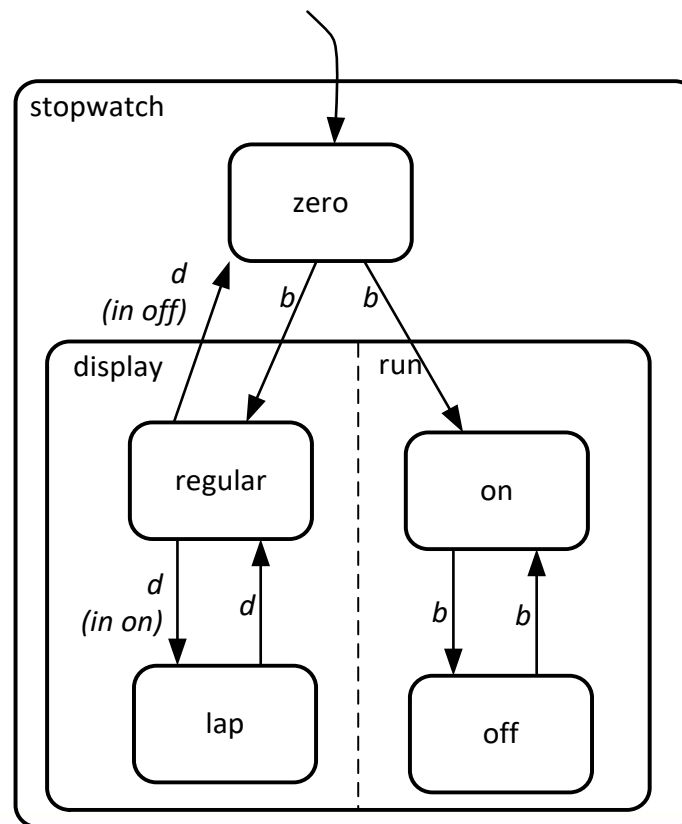 stopwatch
zero
d
(in off)
b
b
display
run
regular
on
d
(in on)
d
b
b
lap
off